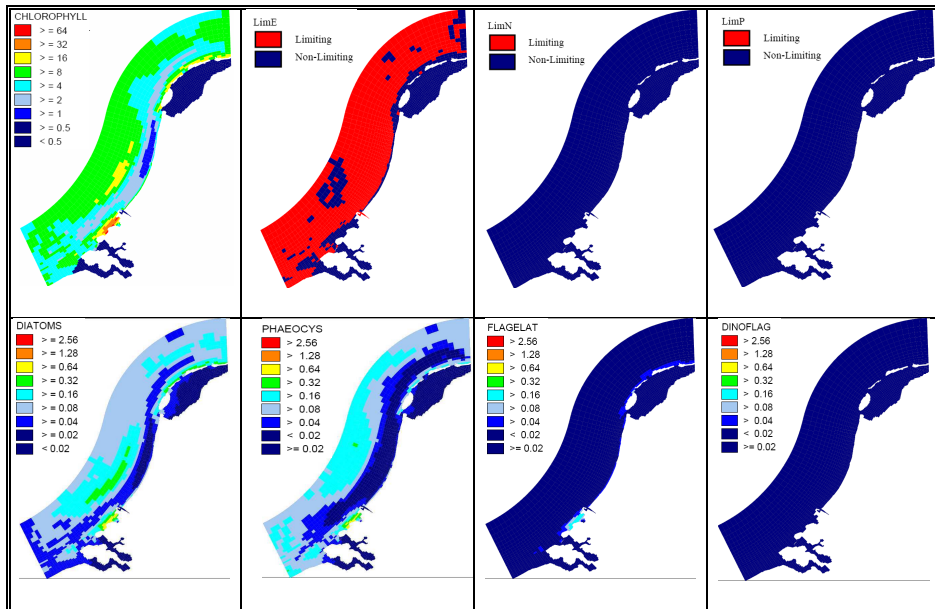 CHLOROPHYLL
> = 64
> = 32
> = 16
> = 8
> = 4
> = 2
> = 1
> = 0.5
< 0.5
LimE
Limiting
Non-Limiting
LimN
Limiting
Non-Limiting
LimP
Limiting
Non-Limiting
DIATOMS
> = 2.56
> = 1.28
> = 0.64
> = 0.32
> = 0.16
> = 0.08
> = 0.04
> = 0.02
< 0.02
PHAEOCYS
> 2.56
> 1.28
> 0.64
> 0.32
> 0.16
> 0.08
> 0.04
< 0.02
>= 0.02
FLAGELAT
> 2.56
> 1.28
> 0.64
> 0.32
> 0.16
> 0.08
> 0.04
< 0.02
>= 0.02
DINOFLAG
> 2.56
> 1.28
> 0.64
> 0.32
> 0.16
> 0.08
> 0.04
< 0.02
>= 0.02